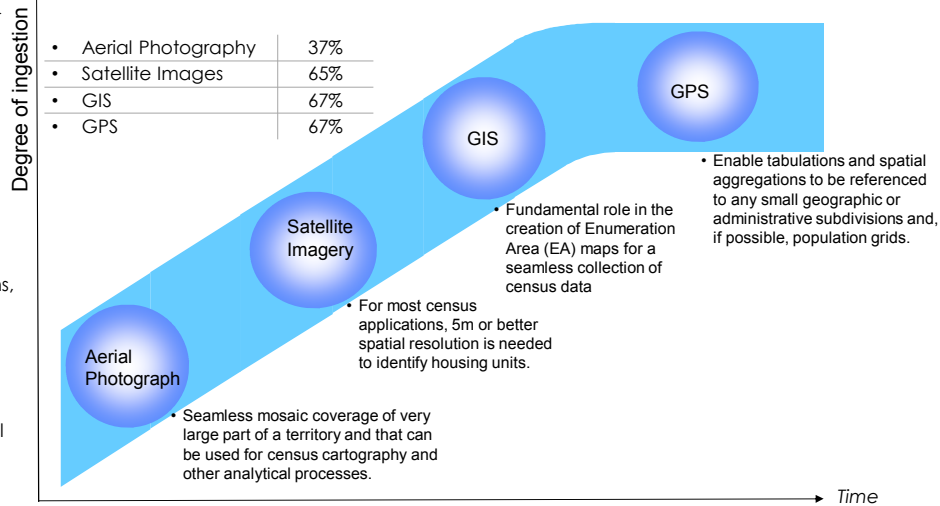 Degree of ingestion
• Aerial Photography 37%
• Satellite Images 65%
• GIS 67%
• GPS 67%
GPS
GIS
• Enable tabulations and spatial
aggregations to be referenced
to any small geographic or
administrative subdivisions and,
if possible, population grids.
Satellite
Imagery
• Fundamental role in the
creation of Enumeration
Area (EA) maps for a
seamless collection of
census data
• For most census
applications, 5m or better
spatial resolution is needed
to identify housing units.
Aerial
Photograph
• Seamless mosaic coverage of very
large part of a territory and that can
be used for census cartography and
other analytical processes.
Time